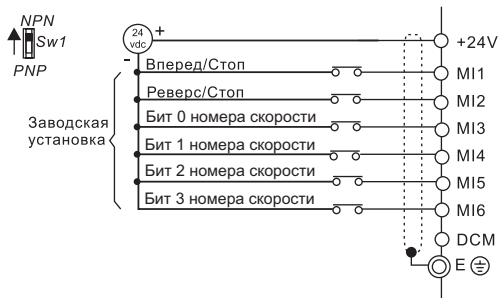 NPN
Sw1
PNP
24
vdc
+
-
+24V
Вперед/Стоп
MI1
Реверс/Стоп
MI2
Заводская
установка
Бит 0 номера скорости
MI3
Бит 1 номера скорости
MI4
Бит 2 номера скорости
MI5
Бит 3 номера скорости
MI6
DCM
E